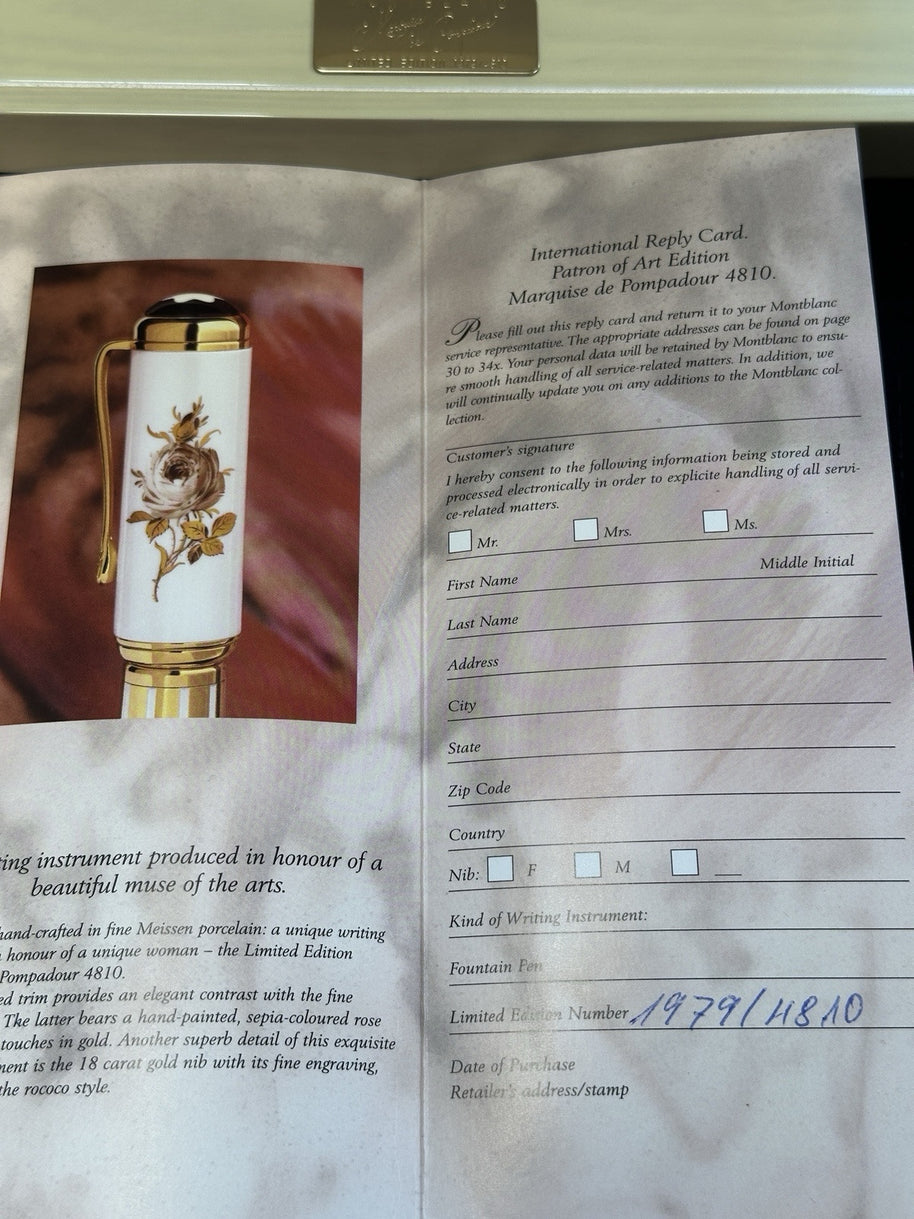 LIMITED EDITION
ting instrument produced in honour of a
beautiful muse of the arts.
hand-crafted in fine Meissen porcelain: a unique writing
honour of a unique woman – the Limited Edition
Pompadour 4810.
ed trim provides an elegant contrast with the fine
The latter bears a hand-painted, sepia-coloured rose
touches in gold. Another superb detail of this exquisite
ment is the 18 carat gold nib with its fine engraving,
the rococo style.
International Reply Card.
Patron of Art Edition
Marquise de Pompadour 4810.
Please fill out this reply card and return it to your Montblanc
service representative. The appropriate addresses can be found on page
30 to 34x. Your personal data will be retained by Montblanc to ensu-
re smooth handling of all service-related matters. In addition, we
will continually update you on any additions to the Montblanc col-
lection.
Customer's signature
I hereby consent to the following information being stored and
processed electronically in order to explicite handling of all servi-
ce-related matters.
Mr. Mrs. Ms.
First Name Middle Initial
Last Name
Address
City
State
Zip Code
Country
Nib: F M
Kind of Writing Instrument:
Fountain Pen
Limited Edition Number 1979/4810
Date of Purchase
Retailer's address/stamp